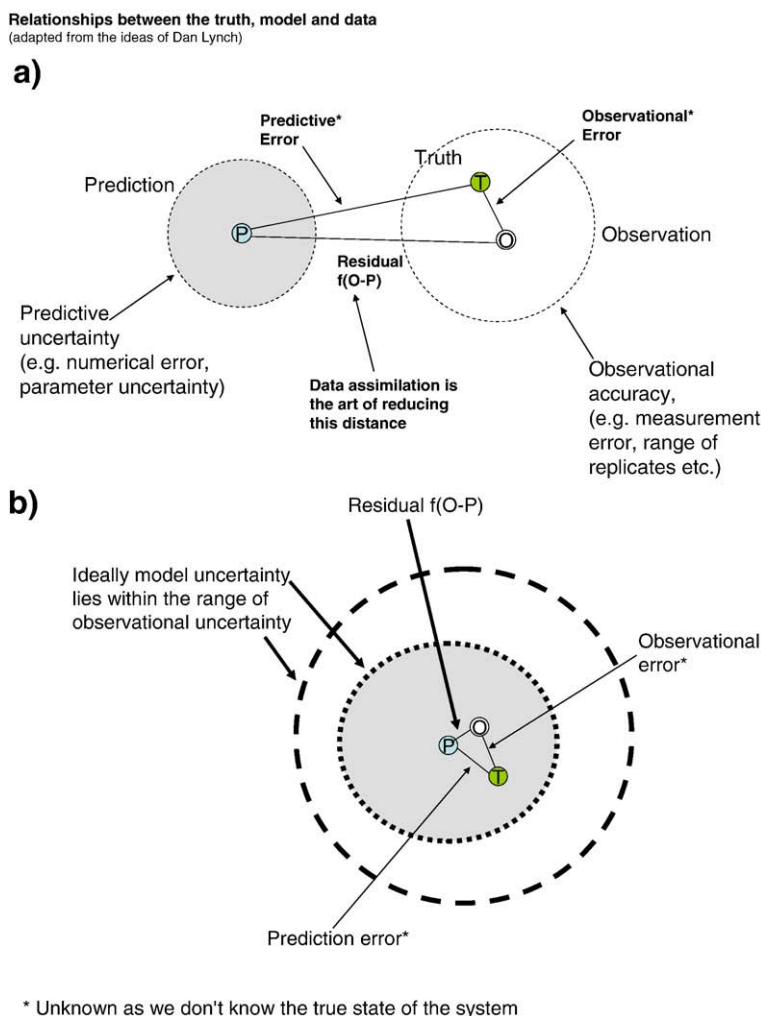 Relationships between the truth, model and data
(adapted from the ideas of Dan Lynch)
a)
Predictive*
Error
Observational*
Error
Truth
T
Prediction
P
O
Observation
Residual
f(O-P)
Predictive
uncertainty
(e.g. numerical error,
parameter uncertainty)
Data assimilation is
the art of reducing
this distance
Observational
accuracy,
(e.g. measurement
error, range of
replicates etc.)
b)
Residual f(O-P)
Ideally model uncertainty
lies within the range of
observational uncertainty
Observational
error*
O
P
T
Prediction error*
* Unknown as we don't know the true state of the system